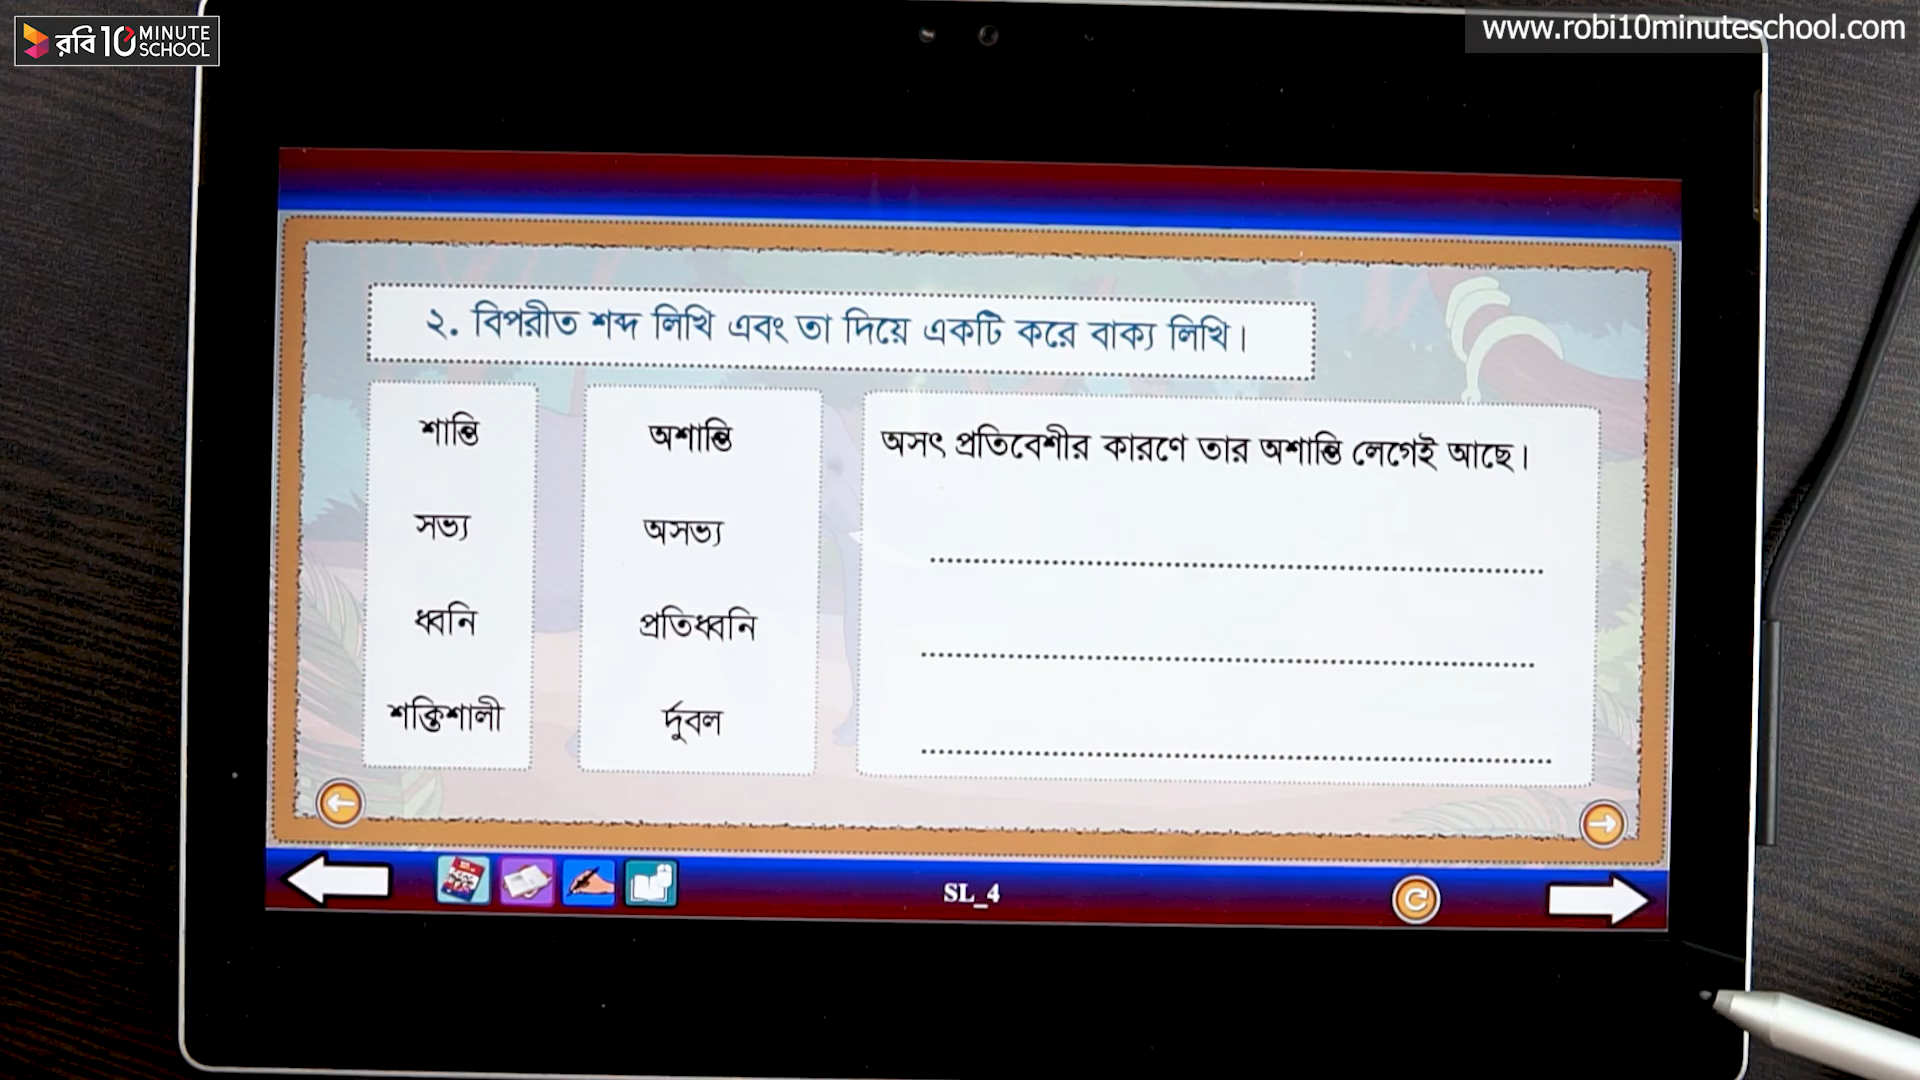 রবি 10 MINUTE SCHOOL
www.robi10minuteschool.com
২. বিপরীত শব্দ লিখি এবং তা দিয়ে একটি করে বাক্য লিখি।
শান্তি অশান্তি অসৎ প্রতিবেশীর কারণে তার অশান্তি লেগেই আছে।
সভ্য অসভ্য ........................................
ধ্বনি প্রতিধ্বনি ........................................
শক্তিশালী র্দুবল ........................................
SL_4